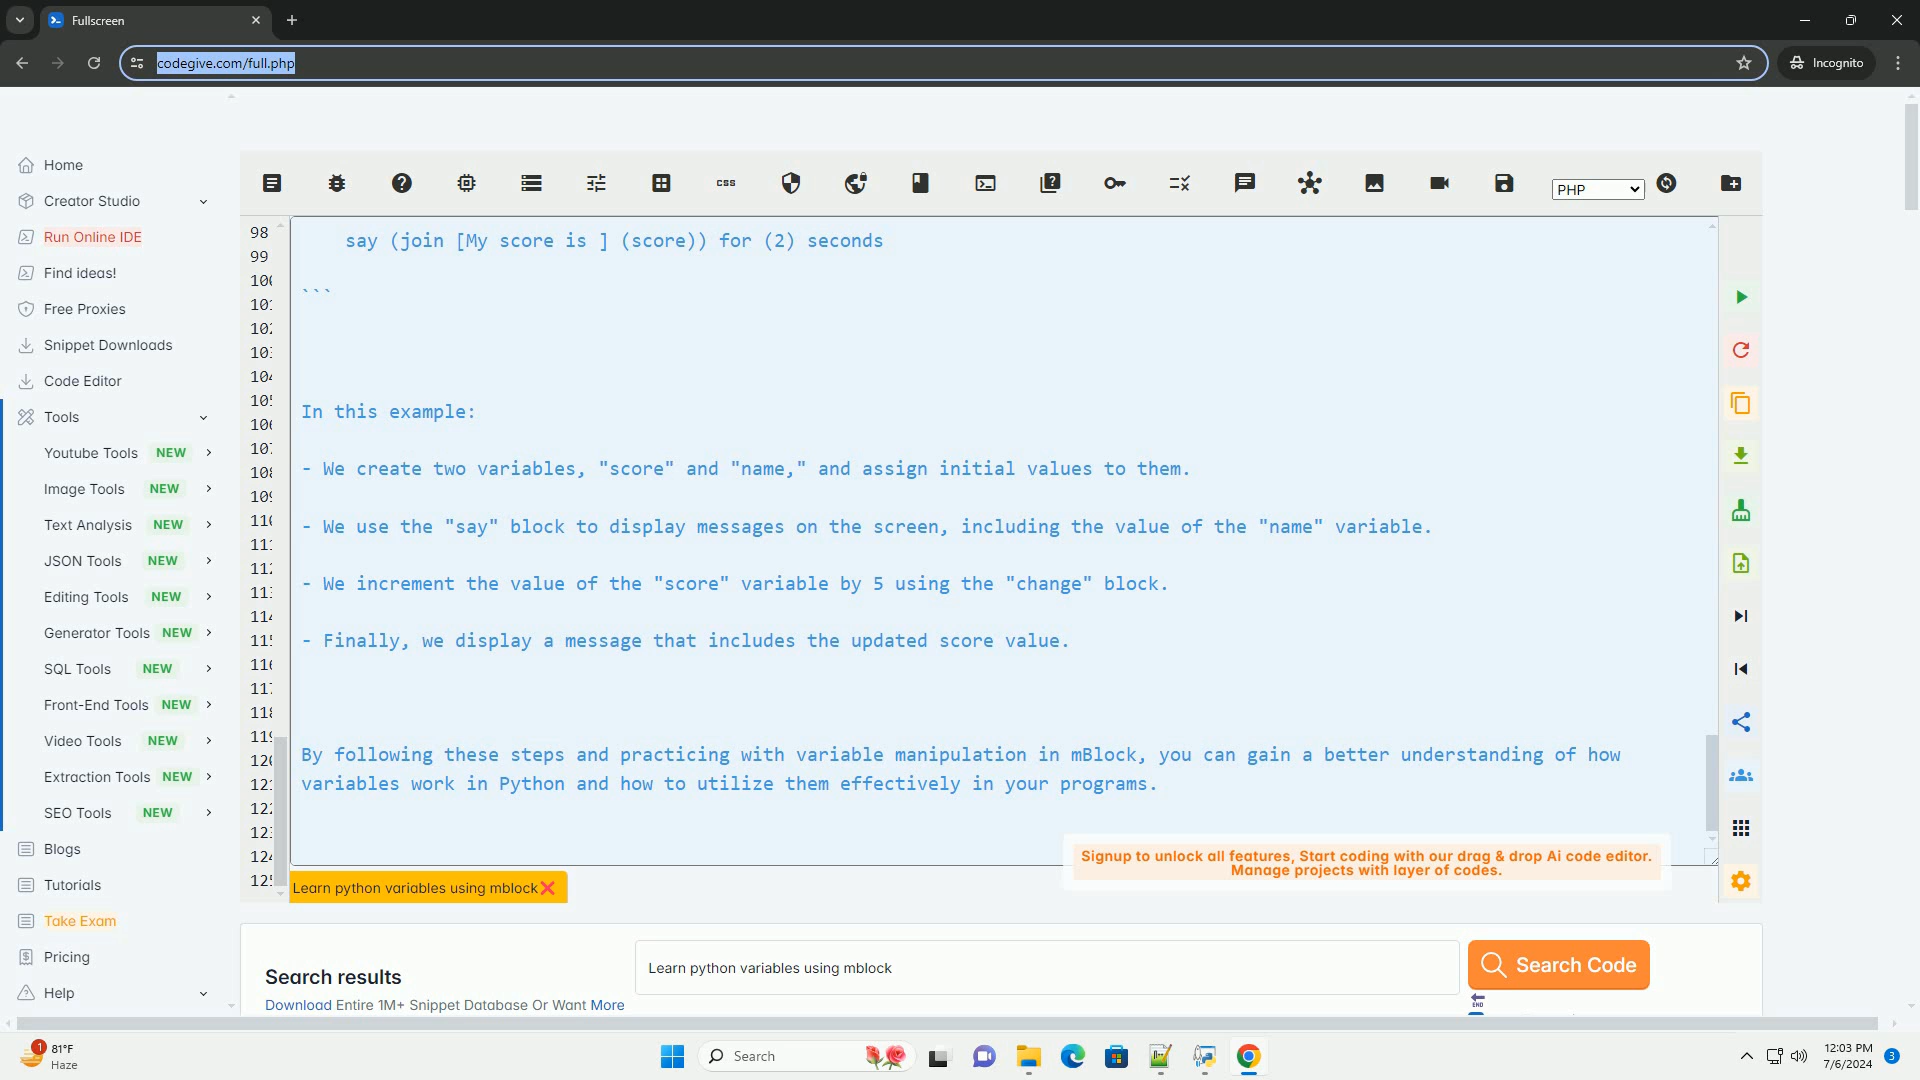 Fullscreen
codegive.com/full.php
Incognito
Home
Creator Studio
Run Online IDE
Find ideas!
Free Proxies
Snippet Downloads
Code Editor
Tools
Youtube Tools NEW
Image Tools NEW
Text Analysis NEW
JSON Tools NEW
Editing Tools NEW
Generator Tools NEW
SQL Tools NEW
Front-End Tools NEW
Video Tools NEW
Extraction Tools NEW
SEO Tools NEW
Blogs
Tutorials
Take Exam
Pricing
Help
css
PHP
98
99
say (join [My score is ] (score)) for (2) seconds
```
In this example:
- We create two variables, "score" and "name," and assign initial values to them.
- We use the "say" block to display messages on the screen, including the value of the "name" variable.
- We increment the value of the "score" variable by 5 using the "change" block.
- Finally, we display a message that includes the updated score value.
By following these steps and practicing with variable manipulation in mBlock, you can gain a better understanding of how
variables work in Python and how to utilize them effectively in your programs.
Signup to unlock all features, Start coding with our drag & drop Ai code editor.
Manage projects with layer of codes.
Learn python variables using mblock❌
Search results
Download Entire 1M+ Snippet Database Or Want More
Learn python variables using mblock
Search Code
END
1
81°F
Haze
Search
12:03 PM
7/6/2024
3